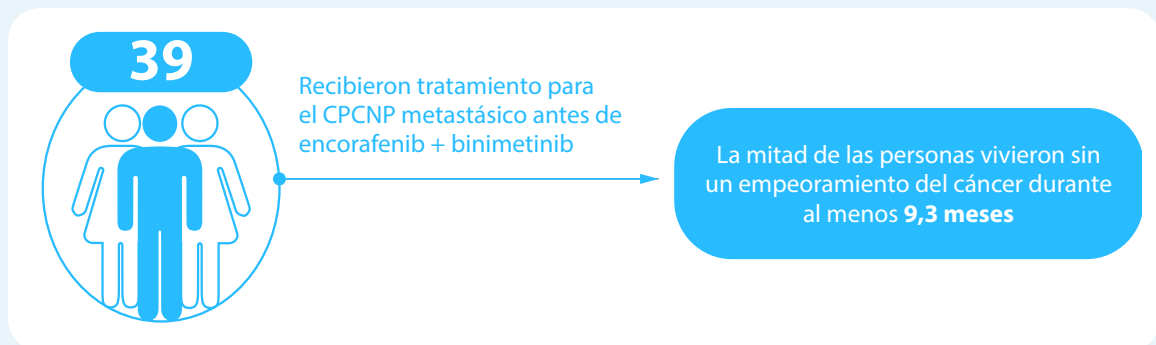 39
Recibieron tratamiento para
el CPCNP metastásico antes de
encorafenib + binimetinib
La mitad de las personas vivieron sin
un empeoramiento del cáncer durante
al menos 9,3 meses